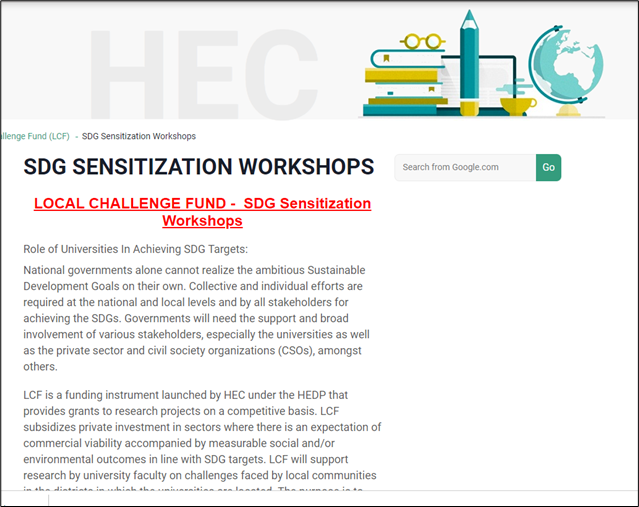 HEC
allenge Fund (LCF) - SDG Sensitization Workshops
SDG SENSITIZATION WORKSHOPS
Search from Google.com
Go
LOCAL CHALLENGE FUND - SDG Sensitization
Workshops
Role of Universities In Achieving SDG Targets:
National governments alone cannot realize the ambitious Sustainable
Development Goals on their own. Collective and individual efforts are
required at the national and local levels and by all stakeholders for
achieving the SDGs. Governments will need the support and broad
involvement of various stakeholders, especially the universities as well
as the private sector and civil society organizations (CSOs), amongst
others.
LCF is a funding instrument launched by HEC under the HEDP that
provides grants to research projects on a competitive basis. LCF
subsidizes private investment in sectors where there is an expectation of
commercial viability accompanied by measurable social and/or
environmental outcomes in line with SDG targets. LCF will support
research by university faculty on challenges faced by local communities
in the districts in which the universities are located. The purpose is to